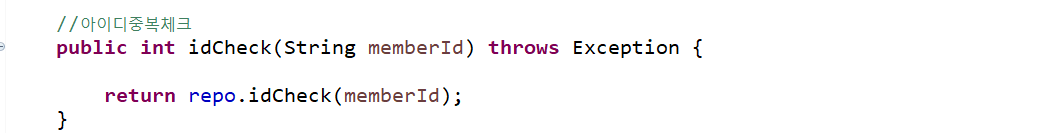 //아이디중복체크
public int idCheck(String memberId) throws Exception {
return repo.idCheck(memberId);
}